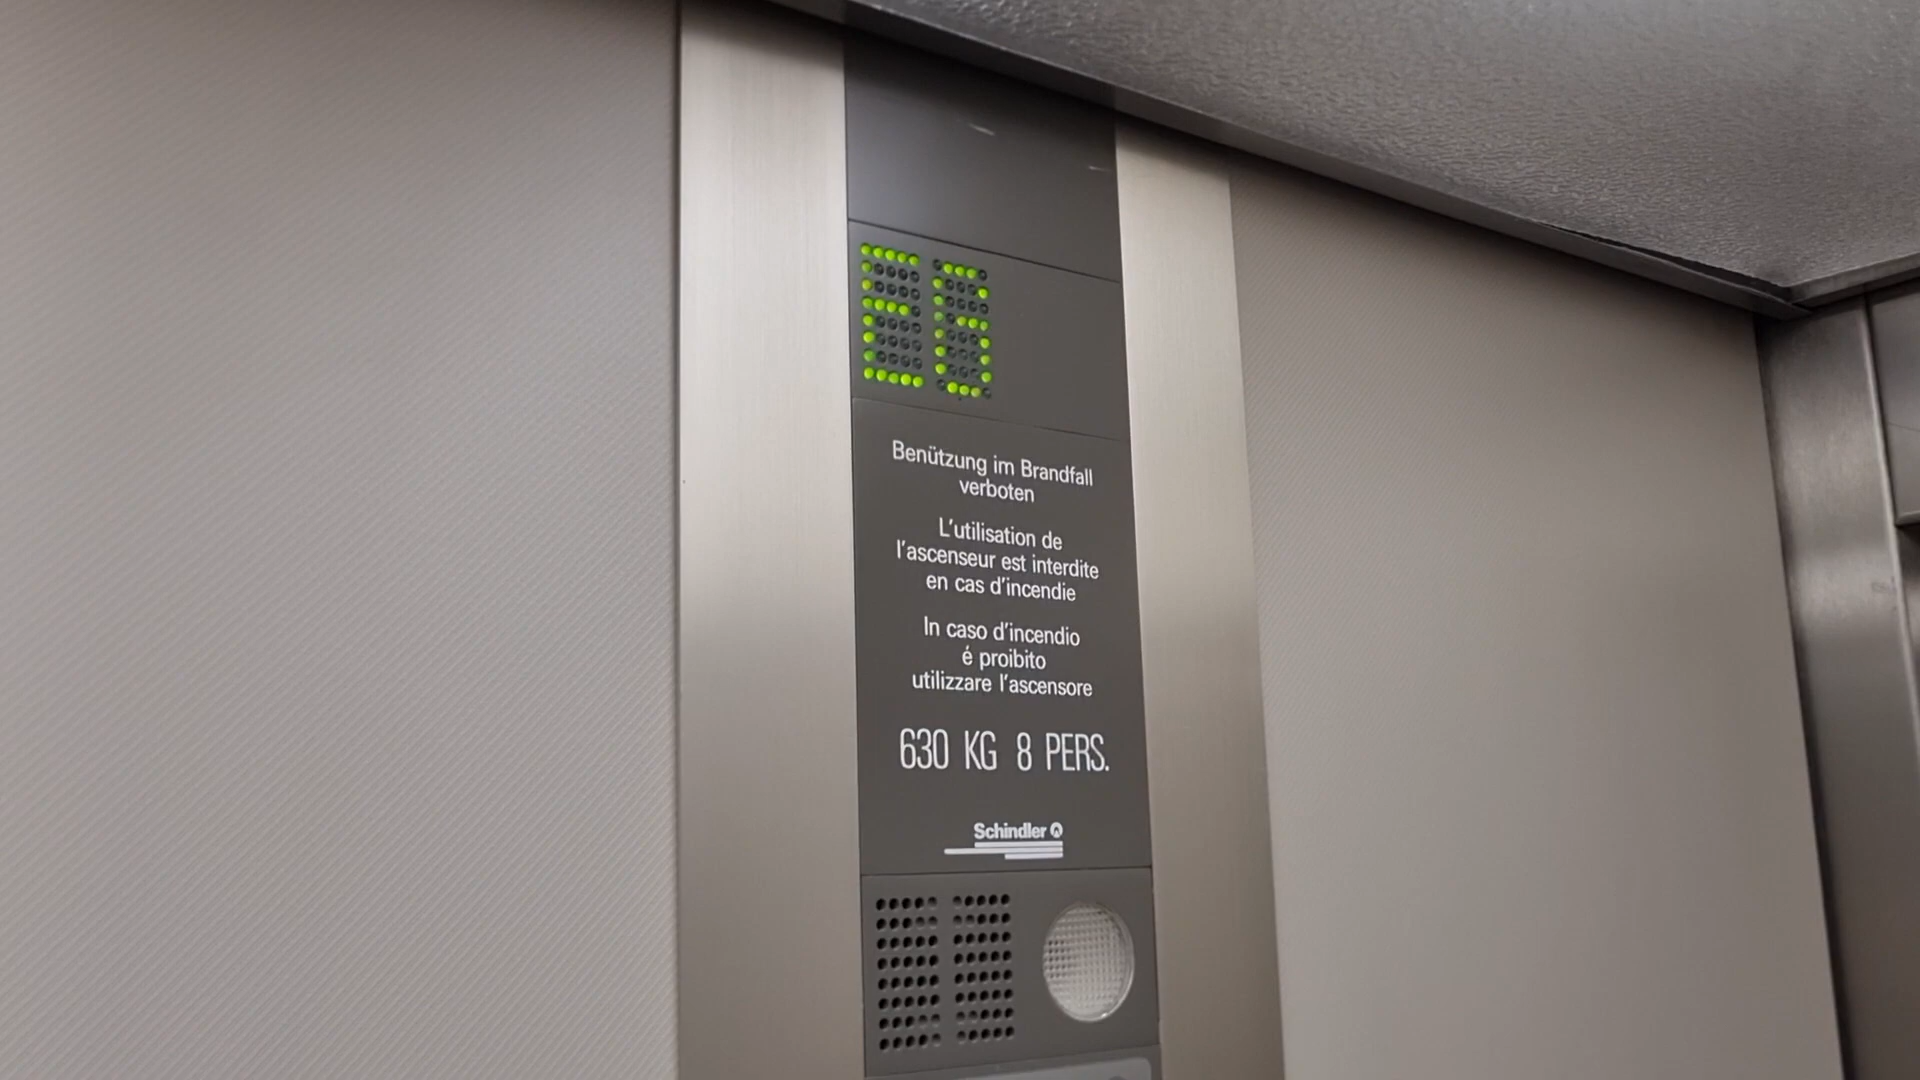 EG
Benützung im Brandfall
verboten
L'utilisation de
l'ascenseur est interdite
en cas d'incendie
In caso d'incendio
é proibito
utilizzare l'ascensore
630 KG 8 PERS.
Schindler